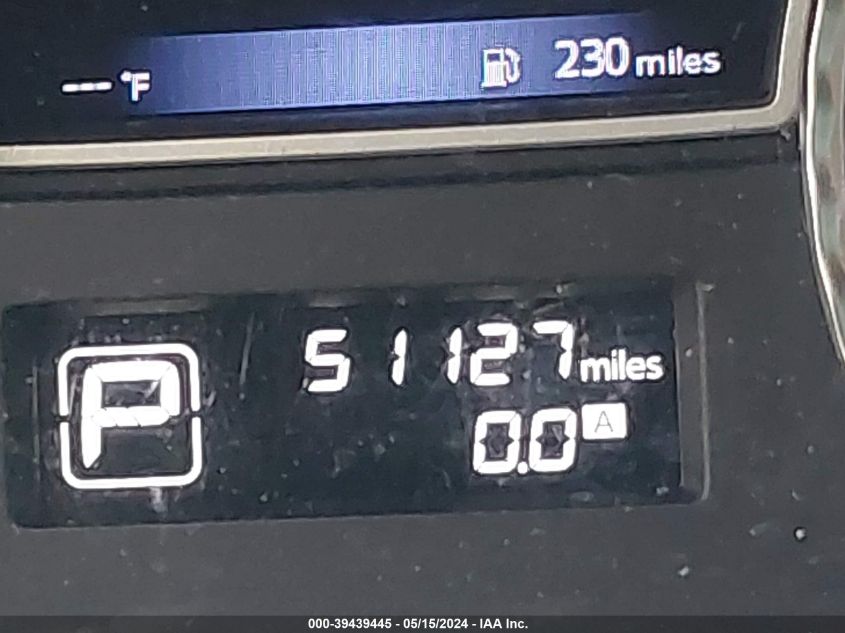 --- °F 230 miles
P 51127 miles
0.0 A
000-39439445 - 05/15/2024 - IAA Inc.